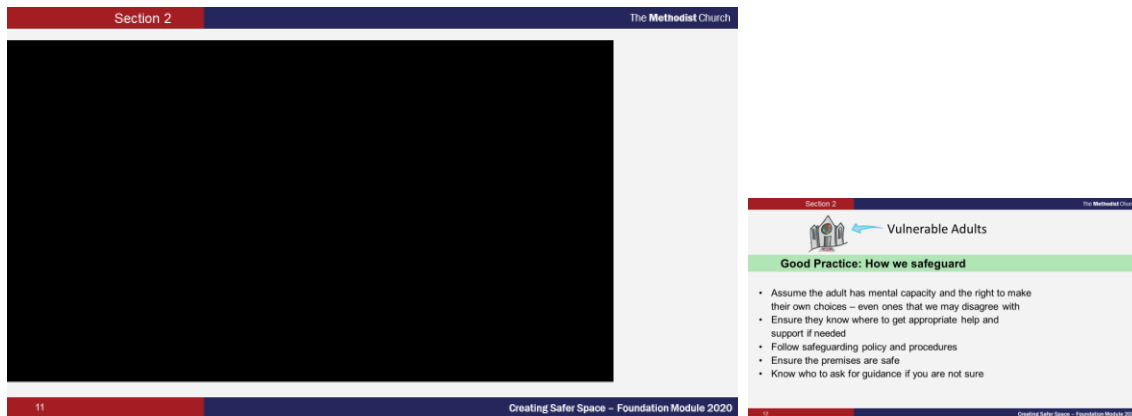 Section 2
The Methodist Church
11
Creating Safer Space – Foundation Module 2020
Section 2
The Methodist
Vulnerable Adults
Good Practice: How we safeguard
• Assume the adult has mental capacity and the right to make
their own choices – even ones that we may disagree with
• Ensure they know where to get appropriate help and
support if needed
• Follow safeguarding policy and procedures
• Ensure the premises are safe
• Know who to ask for guidance if you are not sure
12
Creating Safer Space – Foundation Module